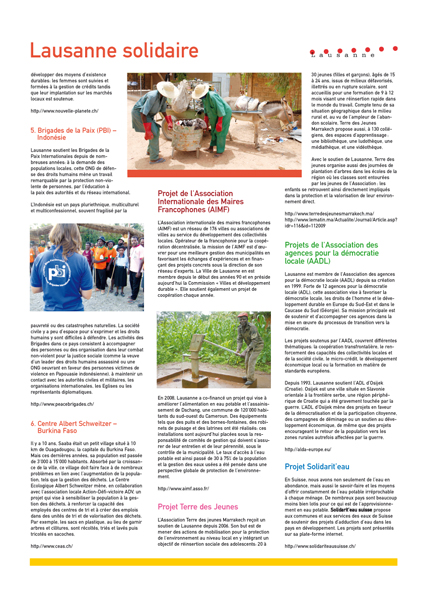 Lausanne solidaire
Lausanne
développer des moyens d'existence
durables: les femmes sont suivies et
formées à la gestion de crédits tandis
que leur implantation sur les marchés
locaux est soutenue.
http://www.nouvelle-planete.ch/
5. Brigades de la Paix (PBI) –
Indonésie
Lausanne soutient les Brigades de la
Paix Internationales depuis de nom-
breuses années. à la demande des
populations locales, cette ONG de défen-
se des droits humains mène un travail
remarquable par la protection non-vio-
lente de personnes, par l'éducation à
la paix des autorités et du réseau international.
L'Indonésie est un pays pluriethnique, multiculturel
et multiconfessionnel, souvent fragilisé par la
pauvreté ou des catastrophes naturelles. La société
civile y a peu d'espace pour s'exprimer et les droits
humains y sont difficiles à défendre. Les activités des
Brigades dans ce pays consistent à accompagner
des personnes ou des organisation dans leur combat
non-violent pour la justice sociale (comme la veuve
d'un leader des droits humains assassiné ou une
ONG oeuvrant en faveur des personnes victimes de
violence en Papouasie indonésienne), à maintenir un
contact avec les autorités civiles et militaires, les
organisations internationales, les Eglises ou les
représentants diplomatiques.
http://www.peacebrigades.ch/
6. Centre Albert Schweitzer –
Burkina Faso
Il y a 10 ans, Saaba était un petit village situé à 10
km de Ouagadougou, la capitale du Burkina Faso.
Mais ces dernières années, sa population est passée
de 3'000 à 15'000 habitants. Absorbé par la croissan-
ce de la ville, ce village doit faire face à de nombreux
problèmes en lien avec l'augmentation de la popula-
tion, tels que la gestion des déchets. Le Centre
Ecologique Albert Schweitzer mène, en collaboration
avec l'association locale Action-Défi-victoire ADV, un
projet qui vise à sensibiliser la population à la ges-
tion des déchets, à renforcer la capacité des
employés des centres de tri et à créer des emplois
dans des unités de tri et de valorisation des déchets.
Par exemple, les sacs en plastique, au lieu de garnir
arbres et clôtures, sont récoltés, triés et lavés puis
tricotés en sacoches.
http://www.ceas.ch/
Projet de l'Association
Internationale des Maires
Francophones (AIMF)
L'Association internationale des maires francophones
(AIMF) est un réseau de 176 villes ou associations de
villes au service du développement des collectivités
locales. Opérateur de la francophonie pour la coopé-
ration décentralisée, la mission de l'AIMF est d'œu-
vrer pour une meilleure gestion des municipalités en
favorisant les échanges d'expériences et en finan-
çant des projets concrets sous la direction de son
réseau d'experts. La Ville de Lausanne en est
membre depuis le début des années 90 et en préside
aujourd'hui la Commission « Villes et développement
durable ». Elle soutient également un projet de
coopération chaque année.
En 2008, Lausanne a co-financé un projet qui vise à
améliorer l'alimentation en eau potable et l'assainis-
sement de Dschang, une commune de 120'000 habi-
tants du sud-ouest du Cameroun. Des équipements
tels que des puits et des bornes-fontaines, des robi-
nets de puisage et des latrines ont été réalisés; ces
installations sont aujourd'hui placées sous la res-
ponsabilité de comités de gestion qui doivent s'assu-
rer de leur entretien et de leur pérennité, sous le
contrôle de la municipalité. Le taux d'accès à l'eau
potable est ainsi passé de 30 à 75% de la population
et la gestion des eaux usées a été pensée dans une
perspective globale de protection de l'environne-
ment.
http://www.aimf.asso.fr/
Projet Terre des Jeunes
L'Association Terre des jeunes Marrakech reçoit un
soutien de Lausanne depuis 2006. Son but est de
mener des actions de mobilisation pour la protection
de l'environnement au niveau local en y intégrant un
objectif de réinsertion sociale des adolescents. 20 à
30 jeunes (filles et garçons), âgés de 15
à 24 ans, issus de milieux défavorisés,
illettrés ou en rupture scolaire, sont
accueillis pour une formation de 9 à 12
mois visant une réinsertion rapide dans
le monde du travail. Compte tenu de sa
situation géographique dans le milieu
rural et, au vu de l'ampleur de l'aban-
don scolaire, Terre des Jeunes
Marrakech propose aussi, à 130 collé-
giens, des espaces d'apprentissage:
une bibliothèque, une ludothèque, une
médiathèque, et une vidéothèque.
Avec le soutien de Lausanne, Terre des
jeunes organise aussi des journées de
plantation d'arbres dans les écoles de la
région où les classes sont entourées
par les jeunes de l'Association : les
enfants se retrouvent ainsi directement impliqués
dans la protection et la valorisation de leur environ-
nement direct.
http://www.terredesjeunesmarrakech.ma/
http://www.lematin.ma/Actualite/Journal/Article.asp?
idr=116&id=112009
Projets de l'Association des
agences pour la démocratie
locale (AADL)
Lausanne est membre de l'Association des agences
pour la démocratie locale (AADL) depuis sa création
en 1999. Forte de 12 agences pour la démocratie
locale (ADL), cette association vise à favoriser la
démocratie locale, les droits de l'homme et le déve-
loppement durable en Europe du Sud-Est et dans le
Caucase du Sud (Géorgie). Sa mission principale est
de soutenir et d'accompagner ces agences dans la
mise en œuvre du processus de transition vers la
démocratie.
Les projets soutenus par l'AADL couvrent différentes
thématiques: la coopération transfrontalière, le ren-
forcement des capacités des collectivités locales et
de la société civile, le micro-crédit, le développement
économique local ou la formation en matière de
standards européens.
Depuis 1993, Lausanne soutient l'ADL d'Osijek
(Croatie). Osijek est une ville située en Slavonie
orientale à la frontière serbe, une région périphé-
rique de Croatie qui a été gravement touchée par la
guerre. L'ADL d'Osijek mène des projets en faveur
de la démocratisation et de la participation citoyenne,
des campagnes de déminage ou un soutien au déve-
loppement économique, de même que des projets
encourageant le retour de la population vers les
zones rurales autrefois affectées par la guerre.
http://alda-europe.eu/
Projet Solidarit'eau
En Suisse, nous avons non seulement de l'eau en
abondance, mais aussi le savoir-faire et les moyens
d'offrir constamment de l'eau potable irréprochable
à chaque ménage. De nombreux pays sont beaucoup
moins bien lotis pour ce qui est de l'approvisionne-
ment en eau potable. Solidarit'eau suisse propose
aux communes et aux services des eaux de Suisse
de soutenir des projets d'adduction d'eau dans les
pays en développement. Les projets sont présentés
sur sa plate-forme internet.
http://www.solidariteausuisse.ch/